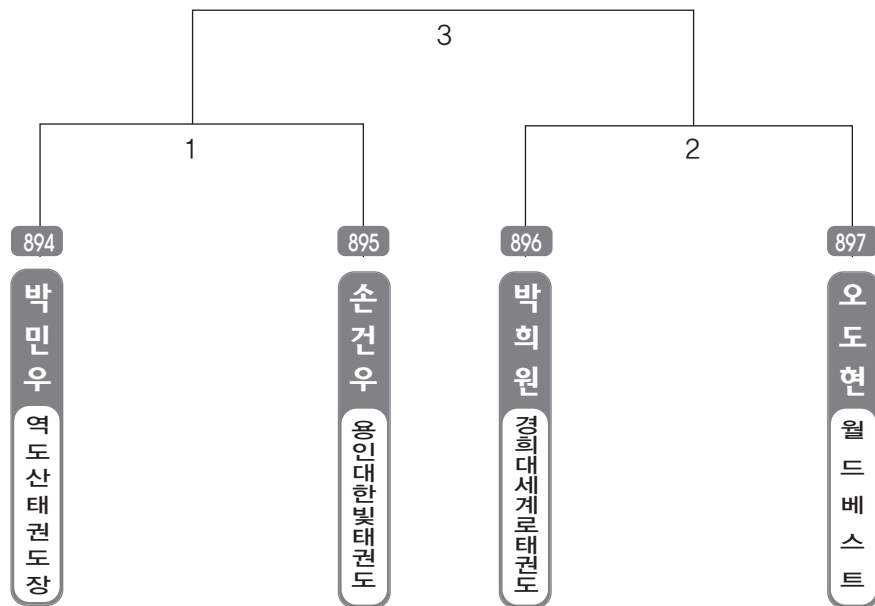 3
1
2
894
895
896
897
박민우
손건우
박희원
오도현
역도산태권도장
용인대한빛태권도
경희대세계로태권도
월드베스트